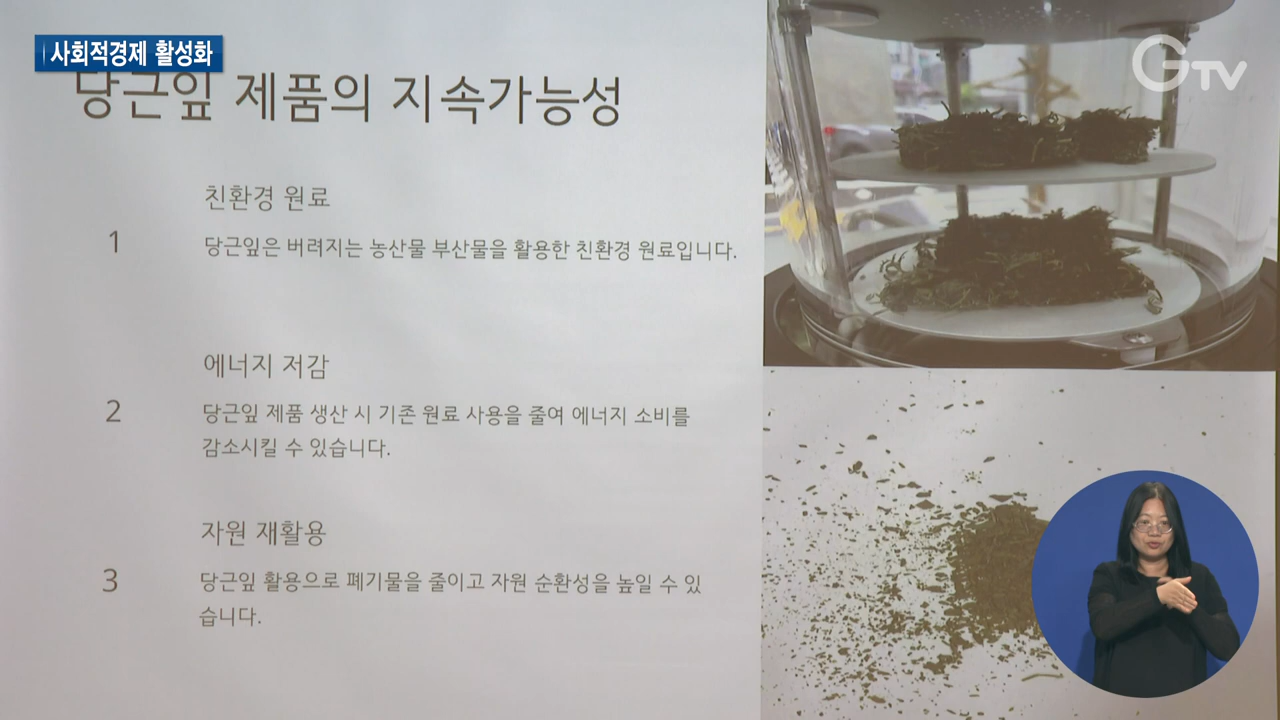 사회적경제 활성화
GTV
당근잎 제품의 지속가능성
친환경 원료
1
당근잎은 버려지는 농산물 부산물을 활용한 친환경 원료입니다.
에너지 저감
2
당근잎 제품 생산 시 기존 원료 사용을 줄여 에너지 소비를
감소시킬 수 있습니다.
자원 재활용
3
당근잎 활용으로 폐기물을 줄이고 자원 순환성을 높일 수 있
습니다.